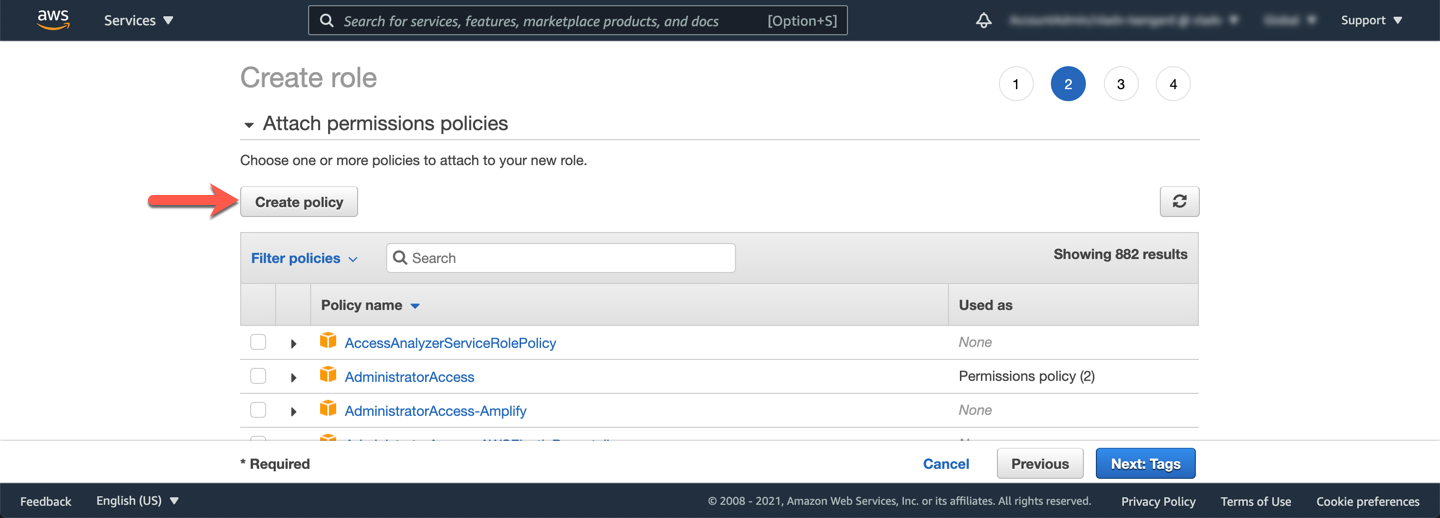 aws Services Search for services, features, marketplace products, and docs [Option+S] Support
Create role 1 2 3 4
Attach permissions policies
Choose one or more policies to attach to your new role.
Create policy
Filter policies Search Showing 882 results
Policy name Used as
AccessAnalyzerServiceRolePolicy None
AdministratorAccess Permissions policy (2)
AdministratorAccess-Amplify None
* Required Cancel Previous Next: Tags
Feedback English (US) © 2008 - 2021, Amazon Web Services, Inc. or its affiliates. All rights reserved. Privacy Policy Terms of Use Cookie preferences